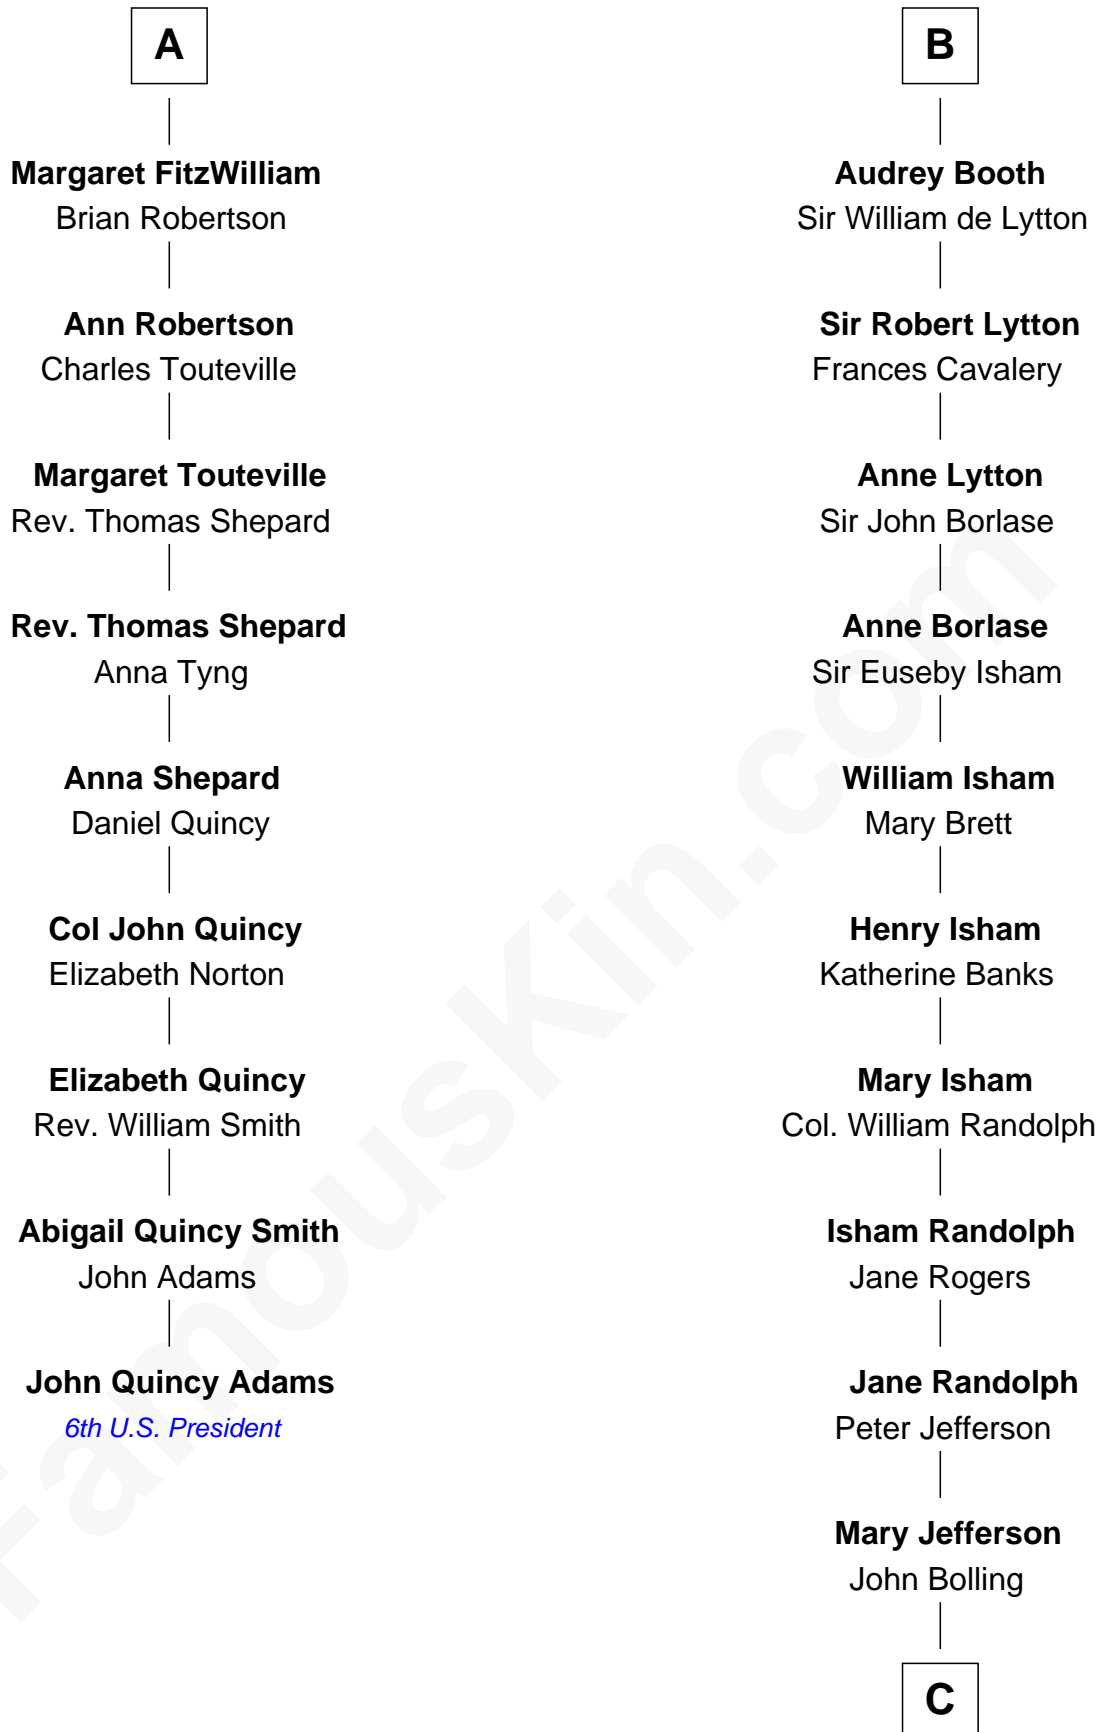 A
Margaret FitzWilliam
Brian Robertson
Ann Robertson
Charles Touteville
Margaret Touteville
Rev. Thomas Shepard
Rev. Thomas Shepard
Anna Tyng
Anna Shepard
Daniel Quincy
Col John Quincy
Elizabeth Norton
Elizabeth Quincy
Rev. William Smith
Abigail Quincy Smith
John Adams
John Quincy Adams
6th U.S. President
B
Audrey Booth
Sir William de Lytton
Sir Robert Lytton
Frances Cavalery
Anne Lytton
Sir John Borlase
Anne Borlase
Sir Euseby Isham
William Isham
Mary Brett
Henry Isham
Katherine Banks
Mary Isham
Col. William Randolph
Isham Randolph
Jane Rogers
Jane Randolph
Peter Jefferson
Mary Jefferson
John Bolling
C
FamousKin.com